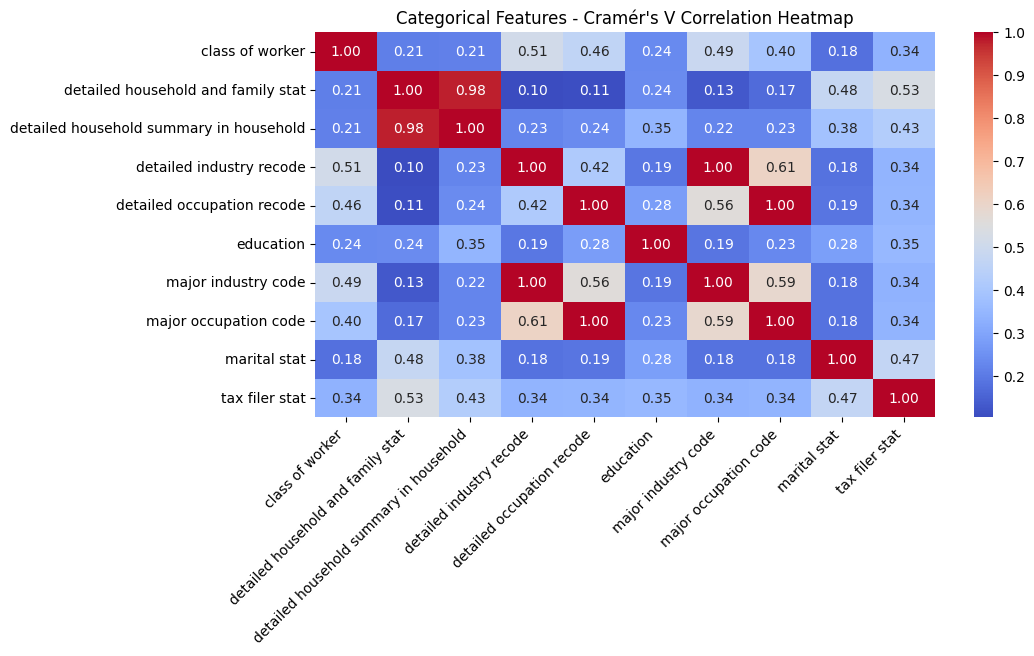 Categorical Features - Cramér's V Correlation Heatmap
class of worker 1.00 0.21 0.21 0.51 0.46 0.24 0.49 0.40 0.18 0.34
detailed household and family stat 0.21 1.00 0.98 0.10 0.11 0.24 0.13 0.17 0.48 0.53
detailed household summary in household 0.21 0.98 1.00 0.23 0.24 0.35 0.22 0.23 0.38 0.43
detailed industry recode 0.51 0.10 0.23 1.00 0.42 0.19 1.00 0.61 0.18 0.34
detailed occupation recode 0.46 0.11 0.24 0.42 1.00 0.28 0.56 1.00 0.19 0.34
education 0.24 0.24 0.35 0.19 0.28 1.00 0.19 0.23 0.28 0.35
major industry code 0.49 0.13 0.22 1.00 0.56 0.19 1.00 0.59 0.18 0.34
major occupation code 0.40 0.17 0.23 0.61 1.00 0.23 0.59 1.00 0.18 0.34
marital stat 0.18 0.48 0.38 0.18 0.19 0.28 0.18 0.18 1.00 0.47
tax filer stat 0.34 0.53 0.43 0.34 0.34 0.35 0.34 0.34 0.47 1.00
class of worker
detailed household and family stat
detailed household summary in household
detailed industry recode
detailed occupation recode
education
major industry code
major occupation code
marital stat
tax filer stat
1.0
0.9
0.8
0.7
0.6
0.5
0.4
0.3
0.2